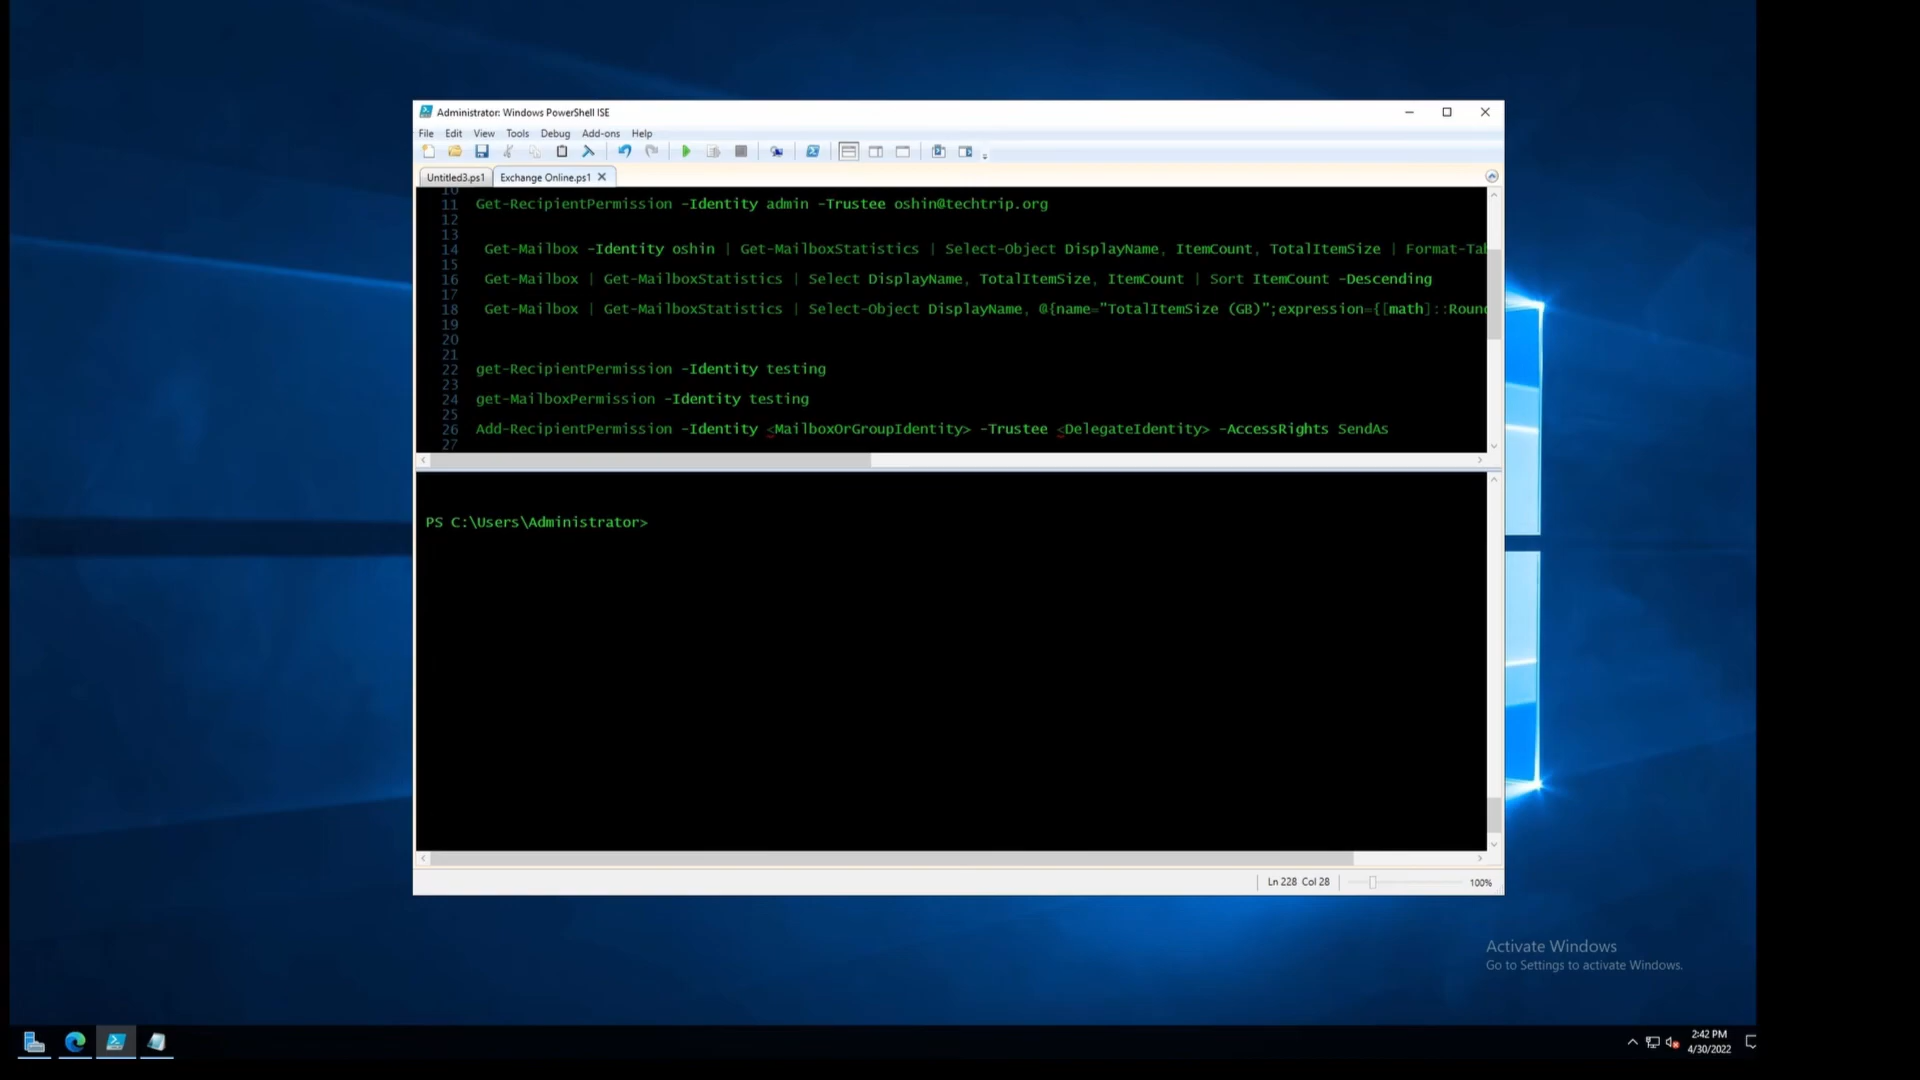 Administrator: Windows PowerShell ISE
File Edit View Tools Debug Add-ons Help
Untitled3.ps1 Exchange Online.ps1
10
11 Get-RecipientPermission -Identity admin -Trustee oshin@techtrip.org
12
13
14 Get-Mailbox -Identity oshin | Get-MailboxStatistics | Select-Object DisplayName, ItemCount, TotalItemSize | Format-Tab
15
16 Get-Mailbox | Get-MailboxStatistics | Select DisplayName, TotalItemSize, ItemCount | Sort ItemCount -Descending
17
18 Get-Mailbox | Get-MailboxStatistics | Select-Object DisplayName, @{name="TotalItemSize (GB)";expression={[math]::Round
19
20
21
22 get-RecipientPermission -Identity testing
23
24 get-MailboxPermission -Identity testing
25
26 Add-RecipientPermission -Identity <MailboxOrGroupIdentity> -Trustee <DelegateIdentity> -AccessRights SendAs
27
PS C:\Users\Administrator>
Ln 228 Col 28 100%
Activate Windows
Go to Settings to activate Windows.
2:42 PM
4/30/2022